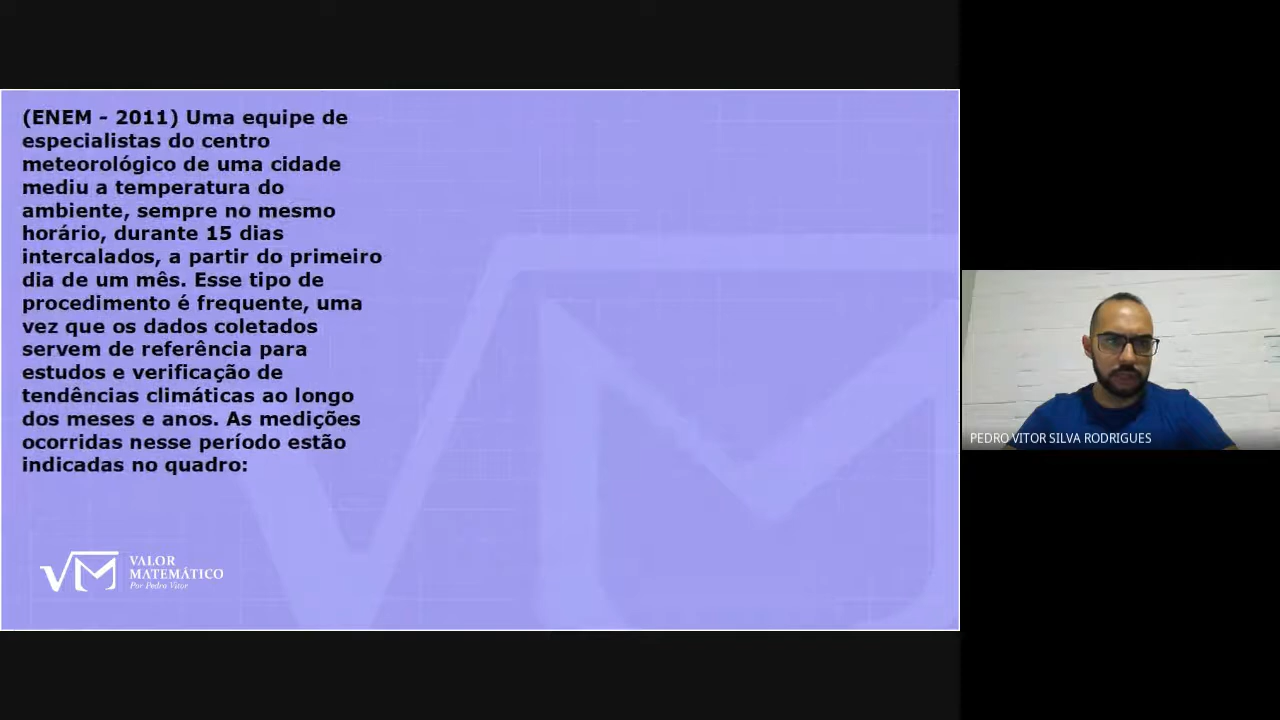 (ENEM - 2011) Uma equipe de
especialistas do centro
meteorológico de uma cidade
mediu a temperatura do
ambiente, sempre no mesmo
horário, durante 15 dias
intercalados, a partir do primeiro
dia de um mês. Esse tipo de
procedimento é frequente, uma
vez que os dados coletados
servem de referência para
estudos e verificação de
tendências climáticas ao longo
dos meses e anos. As medições
ocorridas nesse período estão
indicadas no quadro:
VM
VALOR
MATEMÁTICO
Por Pedro Vitor
PEDRO VITOR SILVA RODRIGUES